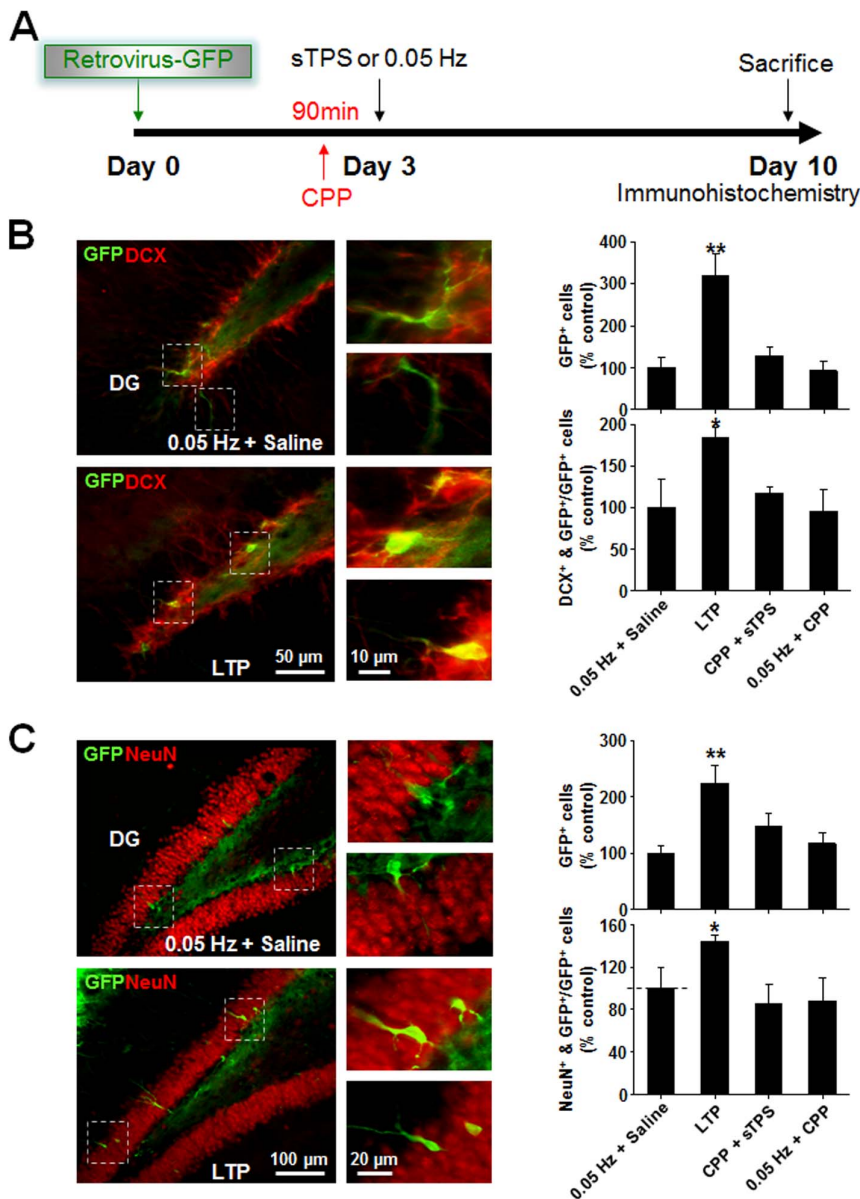 A
Retrovirus-GFP
sTPS or 0.05 Hz
Sacrifice
90min
Day 0
Day 3
Day 10
CPP
Immunohistochemistry
B
GFP DCX
DG
0.05 Hz + Saline
GFP DCX
LTP
50 µm
10 µm
400
300
200
100
0
GFP⁺ cells
(% control)
**
200
150
100
50
0
DCX⁺ & GFP⁺/GFP⁺ cells
(% control)
*
0.05 Hz + Saline
LTP
CPP + sTPS
0.05 Hz + CPP
C
GFP NeuN
DG
0.05 Hz + Saline
GFP NeuN
LTP
100 µm
20 µm
300
200
100
0
GFP⁺ cells
(% control)
**
160
120
80
40
0
NeuN⁺ & GFP⁺/GFP⁺ cells
(% control)
*
0.05 Hz + Saline
LTP
CPP + sTPS
0.05 Hz + CPP